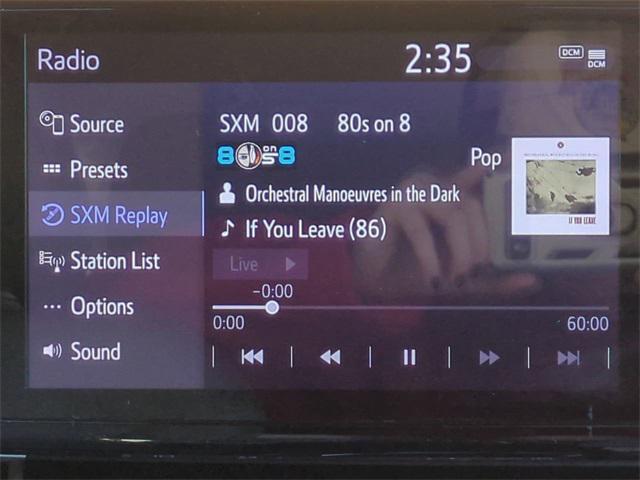 Radio
2:35
DCM
DCM
Source
Presets
SXM Replay
Station List
Options
Sound
SXM 008 80s on 8
8 on s 8
Pop
Orchestral Manoeuvres in the Dark
If You Leave (86)
IF YOU LEAVE
Live
-0:00
0:00
60:00